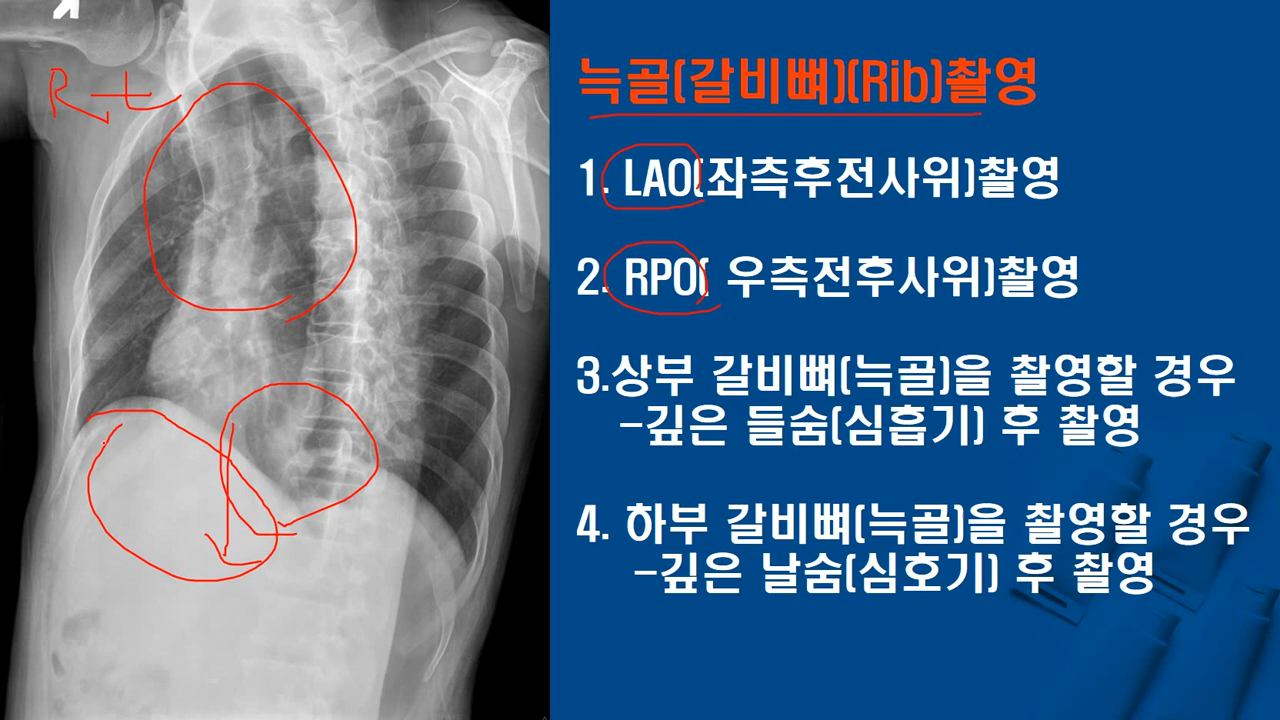 Rt
늑골(갈비뼈)(Rib)촬영
1. LAO(좌측후전사위)촬영
2. RPO( 우측전후사위)촬영
3.상부 갈비뼈(늑골)을 촬영할 경우
-깊은 들숨(심흡기) 후 촬영
4. 하부 갈비뼈(늑골)을 촬영할 경우
-깊은 날숨(심호기) 후 촬영